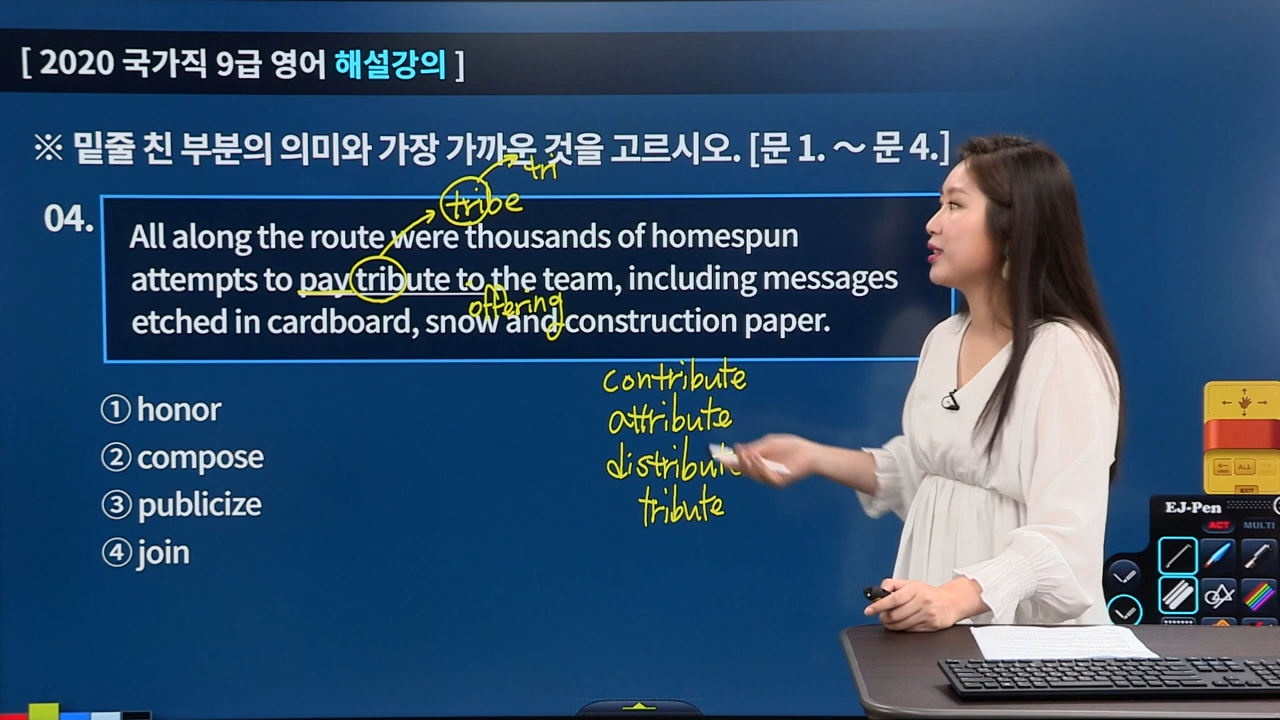 [ 2020 국가직 9급 영어 해설강의 ]
※ 밑줄 친 부분의 의미와 가장 가까운 것을 고르시오. [문 1. ～ 문 4.]
tri
tribe
04.
All along the route were thousands of homespun
attempts to pay tribute to the team, including messages
offering
etched in cardboard, snow and construction paper.
contribute
attribute
distribute
tribute
① honor
② compose
③ publicize
④ join
ALL
EXIT
EJ-Pen
ACT MULTI